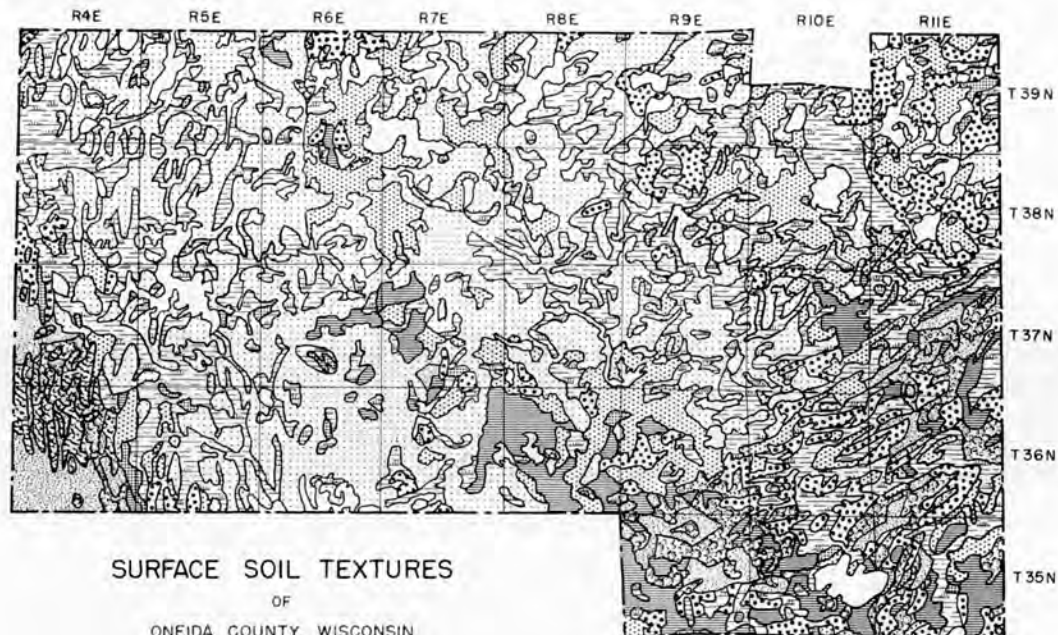 R4E R5E R6E R7E R8E R9E R10E R11E
T39N
T38N
T37N
T36N
T35N
SURFACE SOIL TEXTURES
OF
ONEIDA COUNTY, WISCONSIN